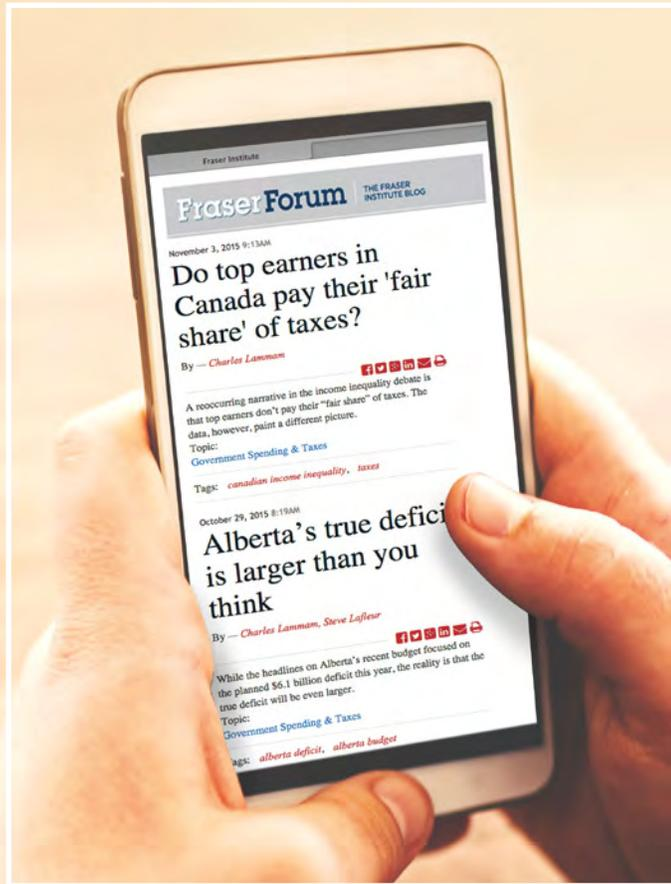 Fraser Institute
FraserForum
THE FRASER
INSTITUTE BLOG
November 3, 2015 9:13AM
Do top earners in
Canada pay their 'fair
share' of taxes?
By — Charles Lammam
A reoccurring narrative in the income inequality debate is
that top earners don't pay their "fair share" of taxes. The
data, however, paint a different picture.
Topic:
Government Spending & Taxes
Tags: canadian income inequality, taxes
October 29, 2015 8:19AM
Alberta's true defici
is larger than you
think
By — Charles Lammam, Steve Lafleur
While the headlines on Alberta's recent budget focused on
the planned $6.1 billion deficit this year, the reality is that the
true deficit will be even larger.
Topic:
Government Spending & Taxes
ags: alberta deficit, alberta budget